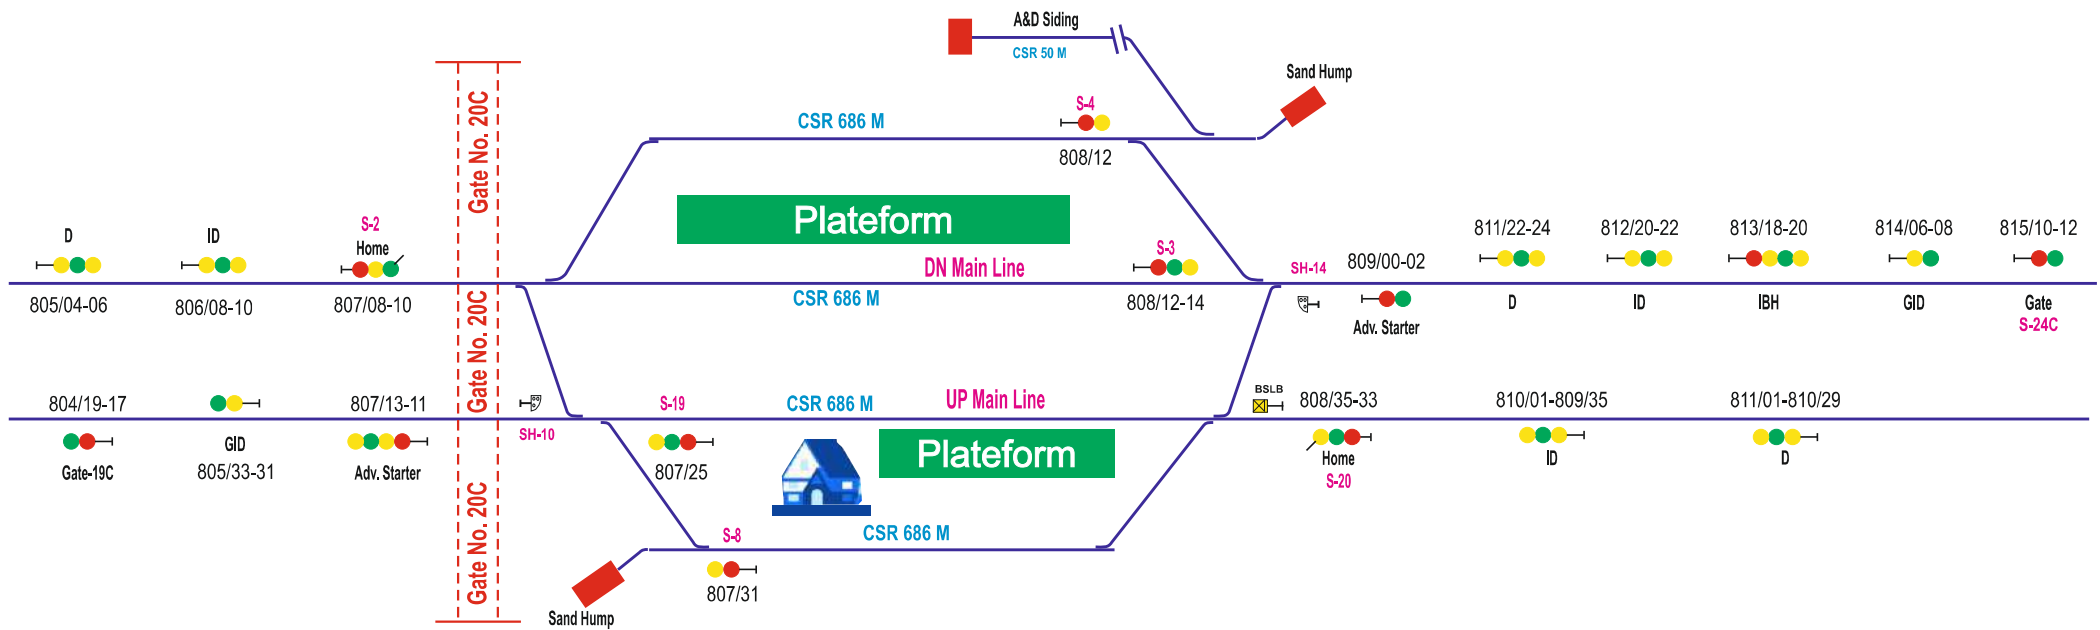 A&D Siding
CSR 50 M
Sand Hump
S-4
CSR 686 M
808/12
Gate No. 20C
Plateform
D
ID
S-2
Home
805/04-06
806/08-10
807/08-10
DN Main Line
CSR 686 M
S-3
808/12-14
SH-14
809/00-02
Adv. Starter
811/22-24
D
812/20-22
ID
813/18-20
IBH
814/06-08
GID
815/10-12
Gate
S-24C
Gate No. 20C
804/19-17
Gate-19C
GID
805/33-31
807/13-11
Adv. Starter
SH-10
S-19
807/25
CSR 686 M
UP Main Line
Plateform
BSLB
808/35-33
Home
S-20
810/01-809/35
ID
811/01-810/29
D
Gate No. 20C
S-8
CSR 686 M
807/31
Sand Hump